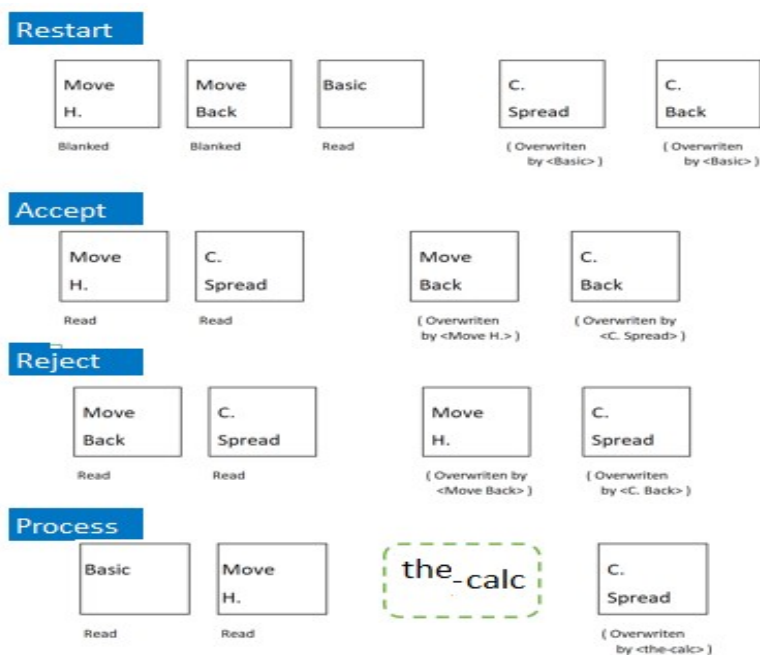 Restart
Move Move Basic C. C.
H. Back Spread Back
Blanked Blanked Read ( Overwriten ( Overwriten
by <Basic> ) by <Basic> )
Accept
Move C. Move C.
H. Spread Back Back
Read Read ( Overwriten ( Overwriten by
by <Move H.> ) <C. Spread> )
Reject
Move C. Move C.
Back Spread H. Spread
Read Read ( Overwriten by ( Overwriten
<Move Back> ) by <C. Back> )
Process
Basic Move the-calc C.
H. Spread
Read Read ( Overwriten
by <the-calc> )